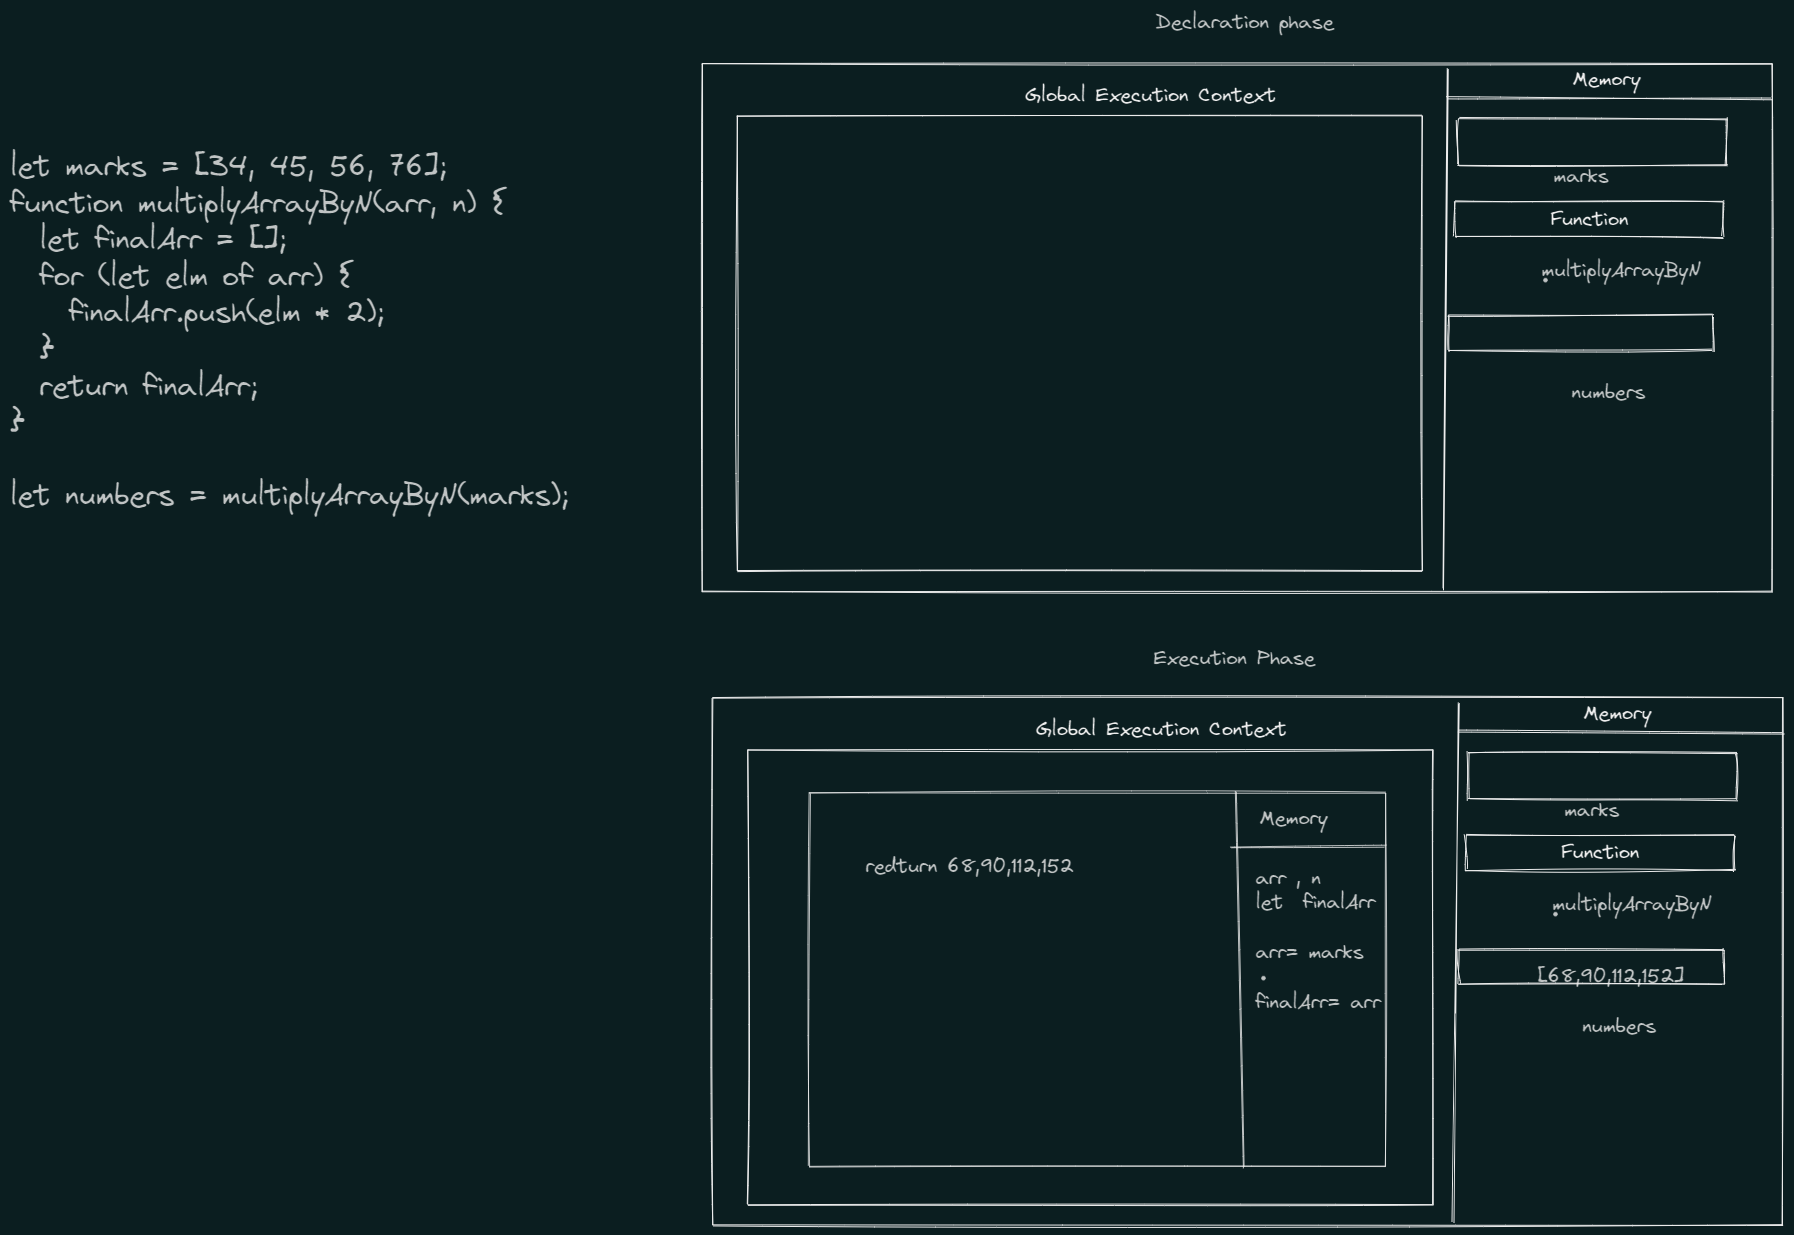 let marks = [34, 45, 56, 76];
function multiplyArrayByN(arr, n) {
let finalArr = [];
for (let elm of arr) {
finalArr.push(elm * 2);
}
return finalArr;
}
let numbers = multiplyArrayByN(marks);
Declaration phase
Global Execution Context
Memory
marks
Function
multiplyArrayByN
numbers
Execution Phase
Global Execution Context
redturn 68,90,112,152
Memory
arr , n
let finalArr
arr= marks
finalArr= arr
Memory
marks
Function
multiplyArrayByN
[68,90,112,152]
numbers